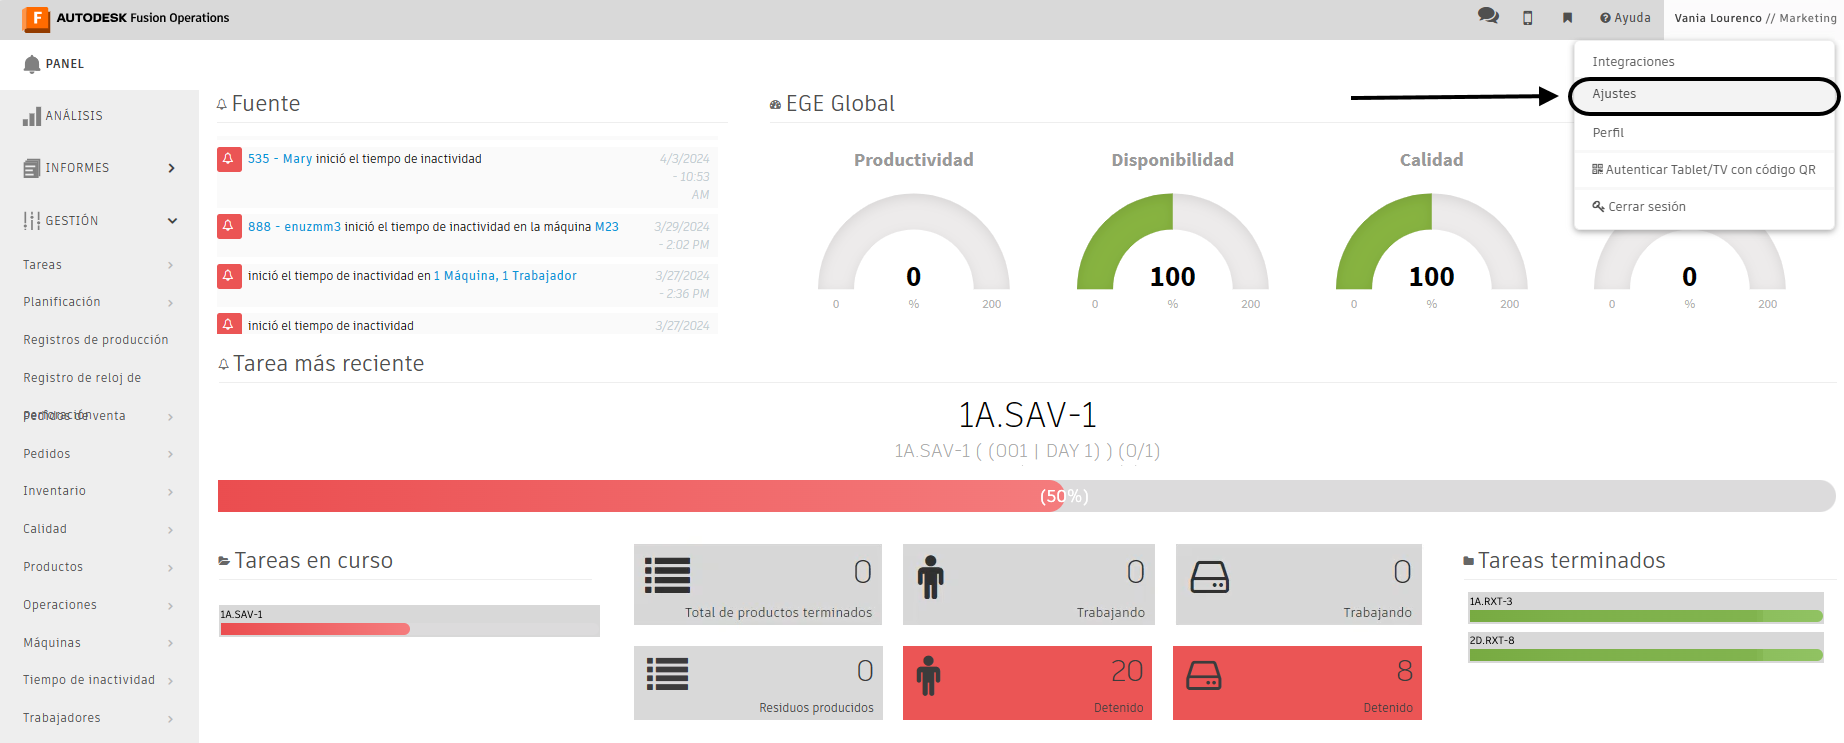 AUTODESK Fusion Operations
Ayuda
Vania Lourenco // Marketing
PANEL
ANÁLISIS
INFORMES
GESTIÓN
Tareas
Planificación
Registros de producción
Registro de reloj de
perforación
Pedidos de venta
Pedidos
Inventario
Calidad
Productos
Operaciones
Máquinas
Tiempo de inactividad
Trabajadores
Integraciones
Ajustes
Perfil
Autenticar Tablet/TV con código QR
Cerrar sesión
Fuente
535 - Mary inició el tiempo de inactividad
4/3/2024
- 10:53
AM
888 - enuzmm3 inició el tiempo de inactividad en la máquina M23
3/29/2024
- 2:02 PM
inició el tiempo de inactividad en 1 Máquina, 1 Trabajador
3/27/2024
- 2:36 PM
inició el tiempo de inactividad
3/27/2024
EGE Global
Productividad
0
0 % 200
Disponibilidad
100
0 % 200
Calidad
100
0 % 200
0
0 % 200
Tarea más reciente
1A.SAV-1
1A.SAV-1 ( (001 | DAY 1) ) (0/1)
(50%)
Tareas en curso
1A.SAV-1
0
Total de productos terminados
0
Trabajando
0
Trabajando
0
Residuos producidos
20
Detenido
8
Detenido
Tareas terminados
1A.RXT-3
2D.RXT-8